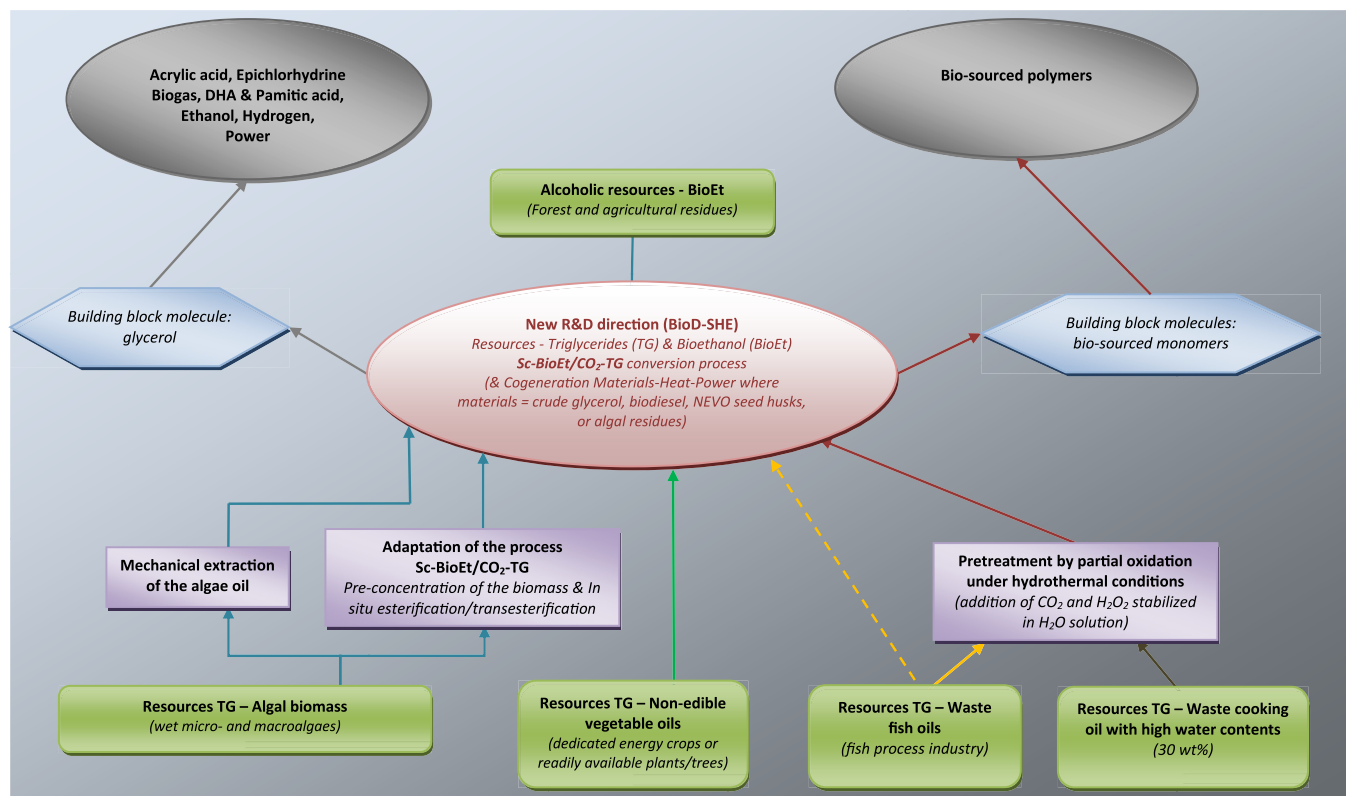 Acrylic acid, Epichlorhydrine
Biogas, DHA & Pamitic acid,
Ethanol, Hydrogen,
Power
Bio-sourced polymers
Alcoholic resources - BioEt
(Forest and agricultural residues)
Building block molecule:
glycerol
New R&D direction (BioD-SHE)
Resources - Triglycerides (TG) & Bioethanol (BioEt)
Sc-BioEt/CO₂-TG conversion process
(& Cogeneration Materials-Heat-Power where
materials = crude glycerol, biodiesel, NEVO seed husks,
or algal residues)
Building block molecules:
bio-sourced monomers
Mechanical extraction
of the algae oil
Adaptation of the process
Sc-BioEt/CO₂-TG
Pre-concentration of the biomass & In
situ esterification/transesterification
Pretreatment by partial oxidation
under hydrothermal conditions
(addition of CO₂ and H₂O₂ stabilized
in H₂O solution)
Resources TG – Algal biomass
(wet micro- and macroalgaes)
Resources TG – Non-edible
vegetable oils
(dedicated energy crops or
readily available plants/trees)
Resources TG – Waste
fish oils
(fish process industry)
Resources TG – Waste cooking
oil with high water contents
(30 wt%)